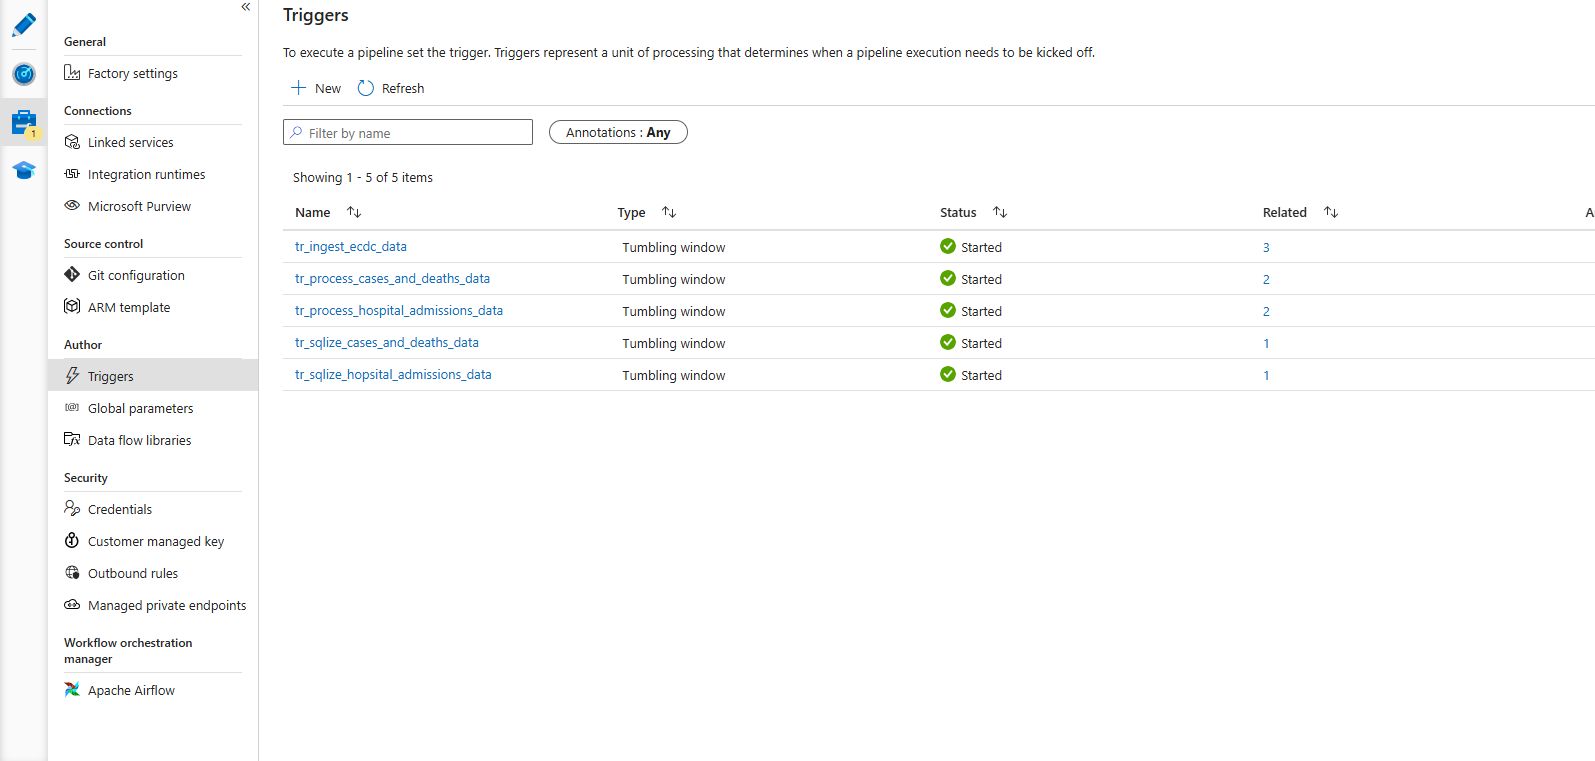 «
Triggers
General
To execute a pipeline set the trigger. Triggers represent a unit of processing that determines when a pipeline execution needs to be kicked off.
Factory settings
New Refresh
Connections
Filter by name
Annotations : Any
1
Linked services
Integration runtimes
Showing 1 - 5 of 5 items
Microsoft Purview
Name Type Status Related A
Source control
tr_ingest_ecdc_data Tumbling window Started 3
Git configuration
tr_process_cases_and_deaths_data Tumbling window Started 2
ARM template
tr_process_hospital_admissions_data Tumbling window Started 2
Author
tr_sqlize_cases_and_deaths_data Tumbling window Started 1
Triggers
tr_sqlize_hopsital_admissions_data Tumbling window Started 1
Global parameters
Data flow libraries
Security
Credentials
Customer managed key
Outbound rules
Managed private endpoints
Workflow orchestration
manager
Apache Airflow